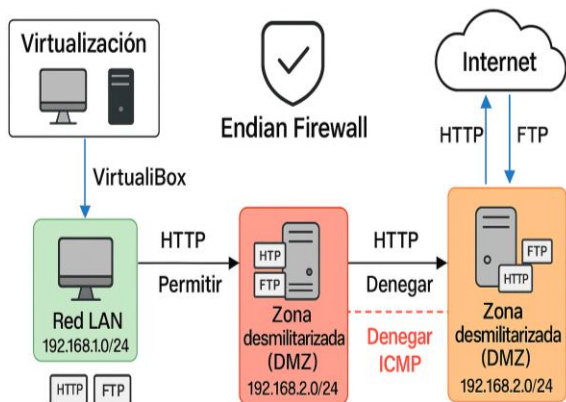 Virtualización
Endian Firewall
Internet
HTTP
FTP
VirtualiBox
HTTP
Permitir
HTTP
Denegar
Denegar
ICMP
Red LAN
192.168.1.0/24
HTTP
FTP
HTP
FTP
Zona
desmilitarizada
(DMZ)
192.168.2.0/24
FTP
HTTP
Zona
desmilitarizada
(DMZ)
192.168.2.0/24